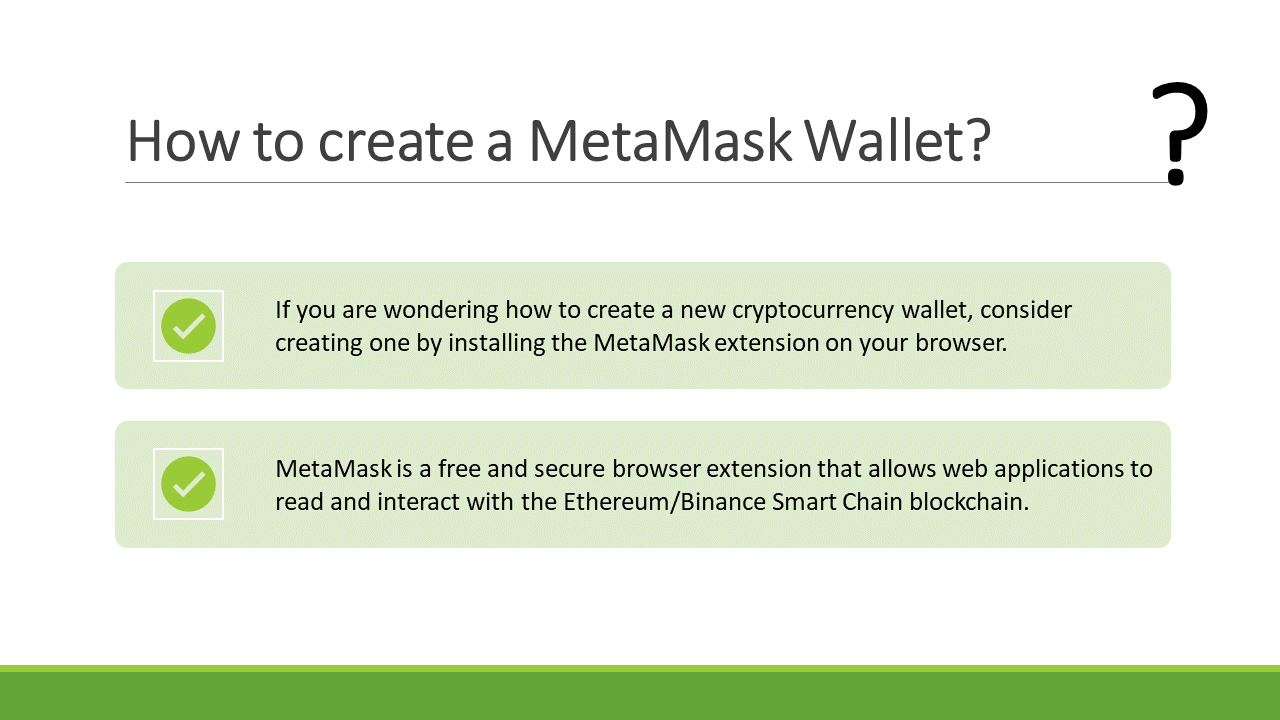 How to create a MetaMask Wallet?
?
If you are wondering how to create a new cryptocurrency wallet, consider
creating one by installing the MetaMask extension on your browser.
MetaMask is a free and secure browser extension that allows web applications to
read and interact with the Ethereum/Binance Smart Chain blockchain.